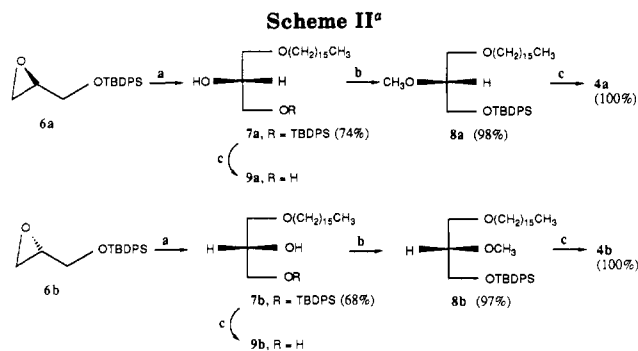 Scheme IIᵃ
O
OTBDPS
6a
a
O(CH₂)₁₅CH₃
HO
H
OR
7a, R = TBDPS (74%)
c
9a, R = H
b
O(CH₂)₁₅CH₃
CH₃O
H
OTBDPS
8a (98%)
c
4a
(100%)
O
OTBDPS
6b
a
O(CH₂)₁₅CH₃
H
OH
OR
7b, R = TBDPS (68%)
c
9b, R = H
b
O(CH₂)₁₅CH₃
H
OCH₃
OTBDPS
8b (97%)
c
4b
(100%)